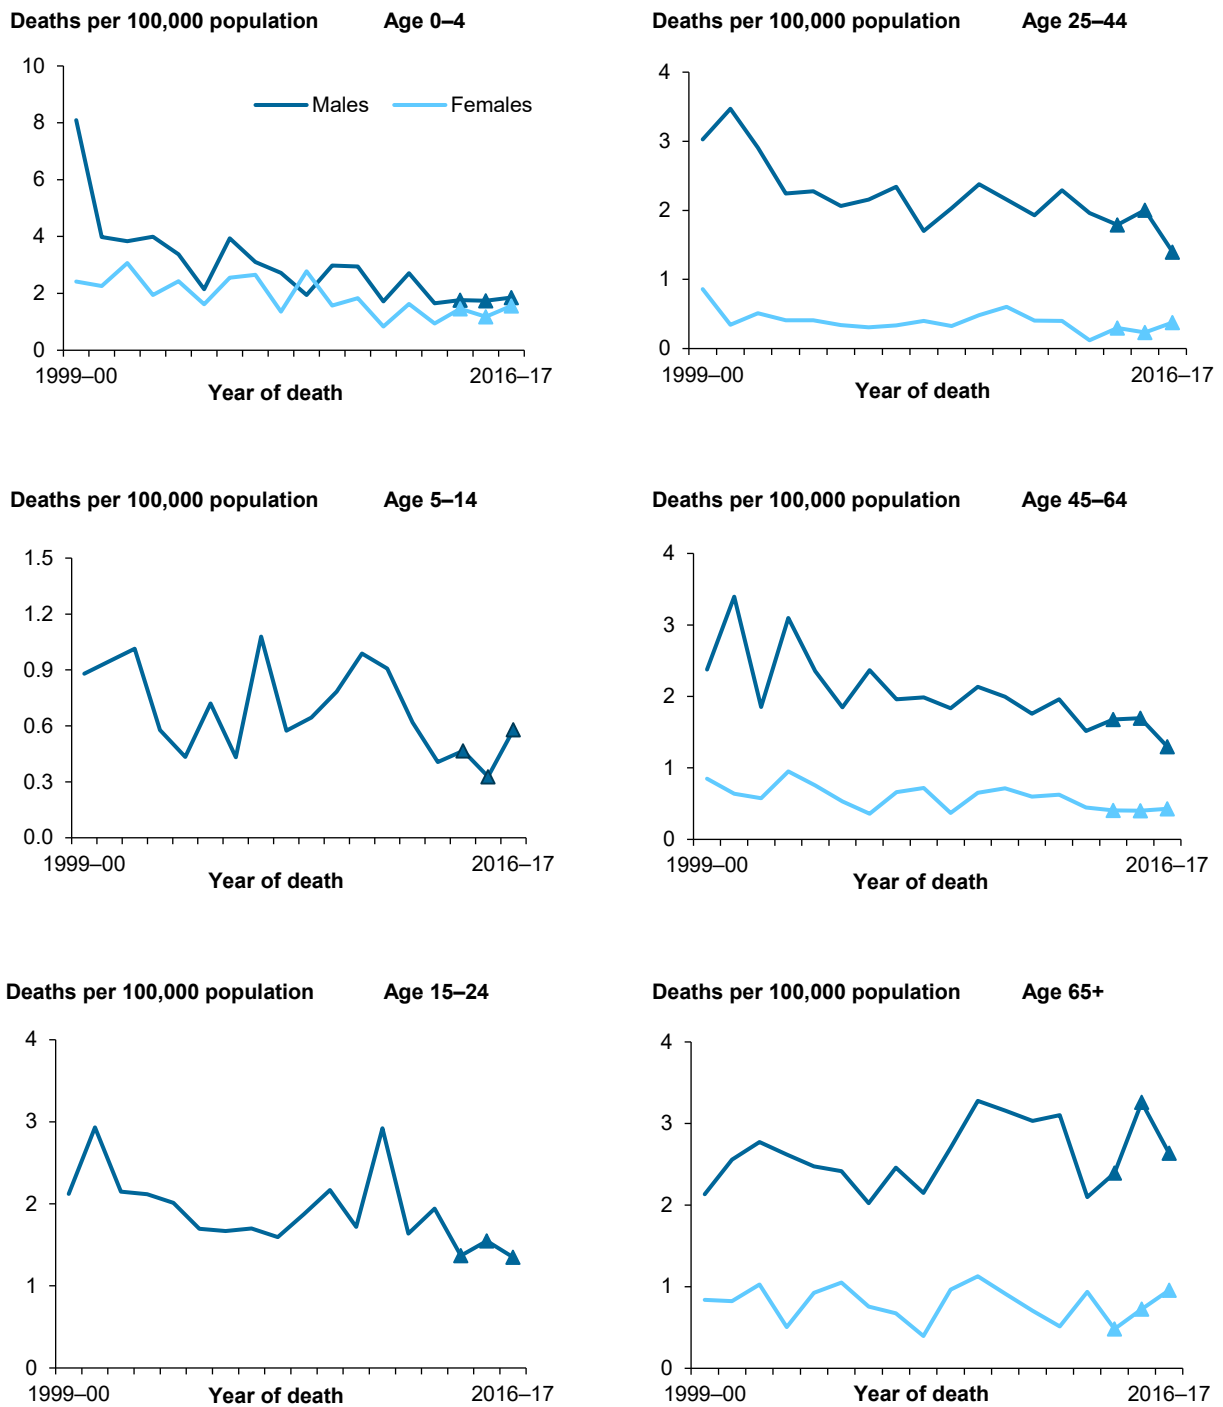 Deaths per 100,000 population Age 0–4
10
8
6
4
2
0
Males Females
1999–00 2016–17
Year of death
Deaths per 100,000 population Age 25–44
4
3
2
1
0
1999–00 2016–17
Year of death
Deaths per 100,000 population Age 5–14
1.5
1.2
0.9
0.6
0.3
0.0
1999–00 2016–17
Year of death
Deaths per 100,000 population Age 45–64
4
3
2
1
0
1999–00 2016–17
Year of death
Deaths per 100,000 population Age 15–24
4
3
2
1
0
1999–00 2016–17
Year of death
Deaths per 100,000 population Age 65+
4
3
2
1
0
1999–00 2016–17
Year of death